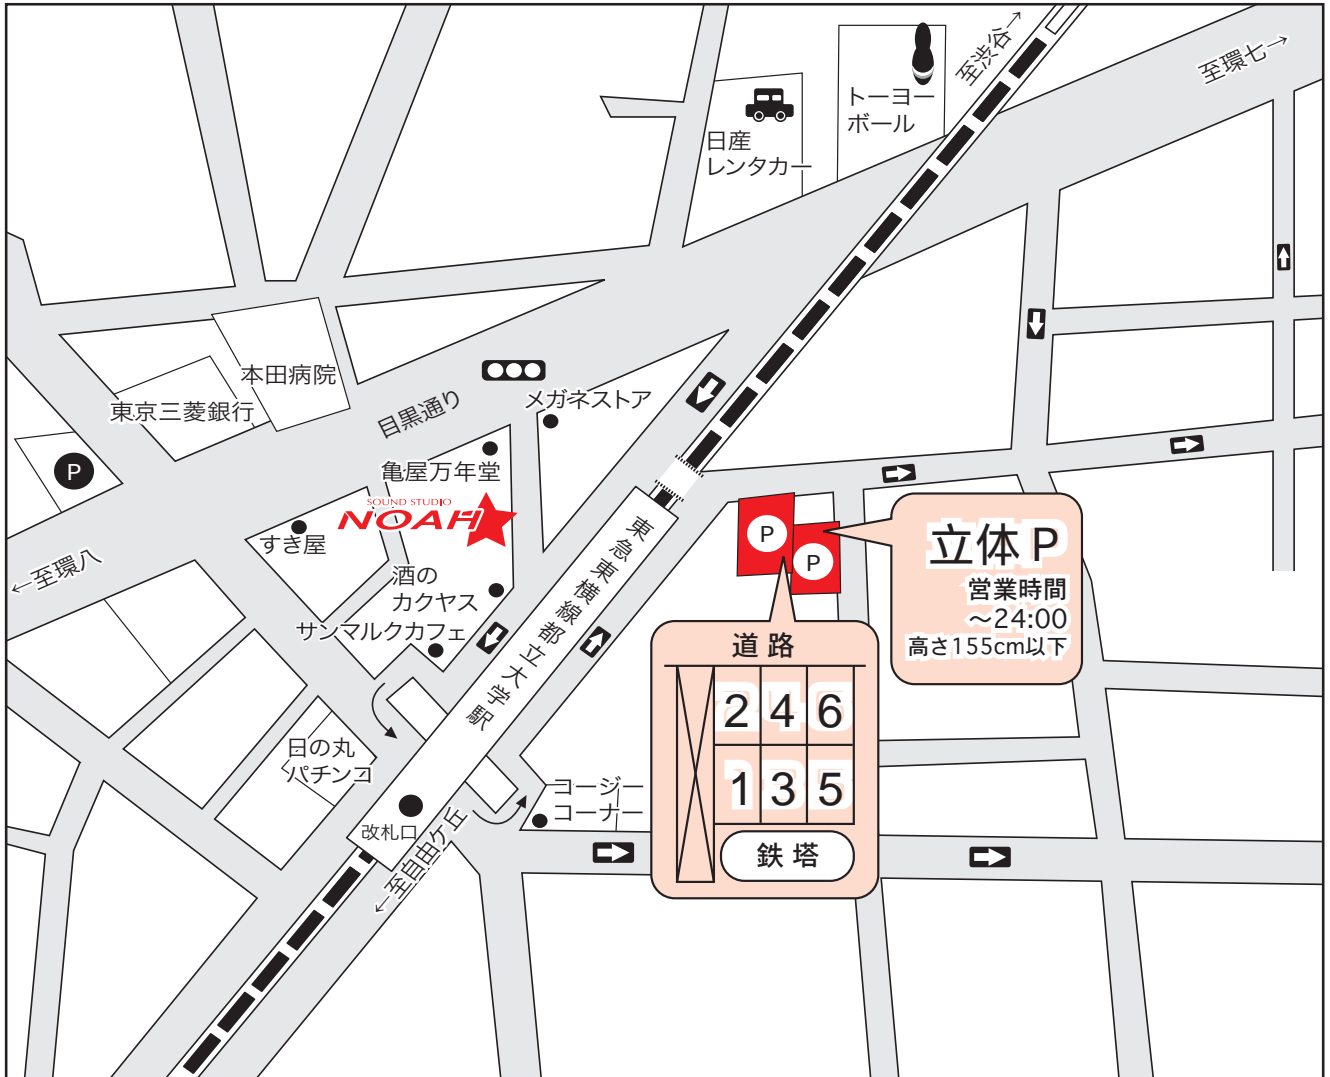 至渋谷→
至環七→
トーヨー
ボール
日産
レンタカー
本田病院
東京三菱銀行
目黒通り
メガネストア
P
亀屋万年堂
SOUND STUDIO
NOAH
すき屋
←至環八
酒の
カクヤス
サンマルクカフェ
東急東横線都立大学駅
P
P
立体P
営業時間
～24:00
高さ155cm以下
道路
2 4 6
1 3 5
鉄塔
日の丸
パチンコ
改札口
コージー
コーナー
←至自由ケ丘